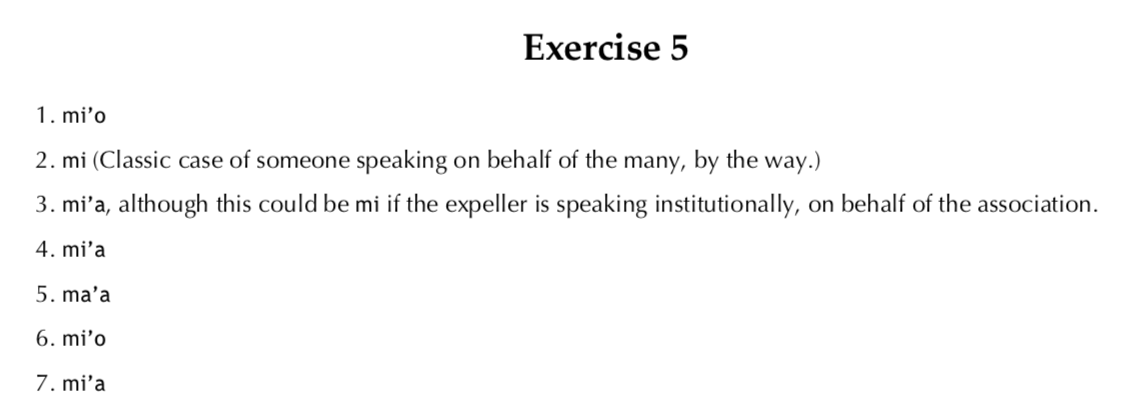 Exercise 5
1. mi’o
2. mi (Classic case of someone speaking on behalf of the many, by the way.)
3. mi’a, although this could be mi if the expeller is speaking institutionally, on behalf of the association.
4. mi’a
5. ma’a
6. mi’o
7. mi’a